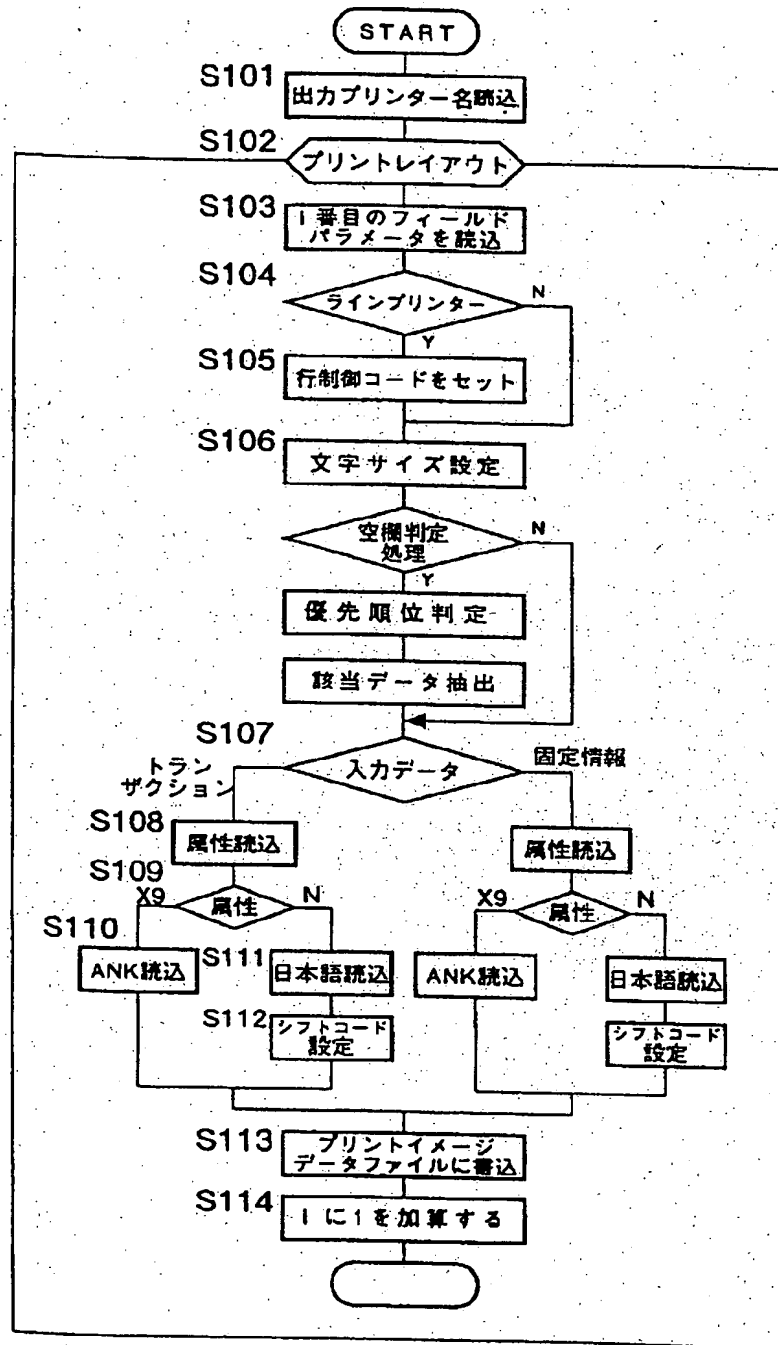 START
S101
出力プリンター名読込
S102
プリントレイアウト
S103
I番目のフィールド
パラメータを読込
S104
ラインプリンター
N
Y
S105
行制御コードをセット
S106
文字サイズ設定
空欄判定
処理
N
Y
優先順位判定
該当データ抽出
S107
入力データ
トラン
ザクション
固定情報
S108
属性読込
属性読込
S109
X9
属性
N
X9
属性
N
S110
ANK読込
S111
日本語読込
ANK読込
日本語読込
S112
シフトコード
設定
シフトコード
設定
S113
プリントイメージ
データファイルに書込
S114
Iに1を加算する